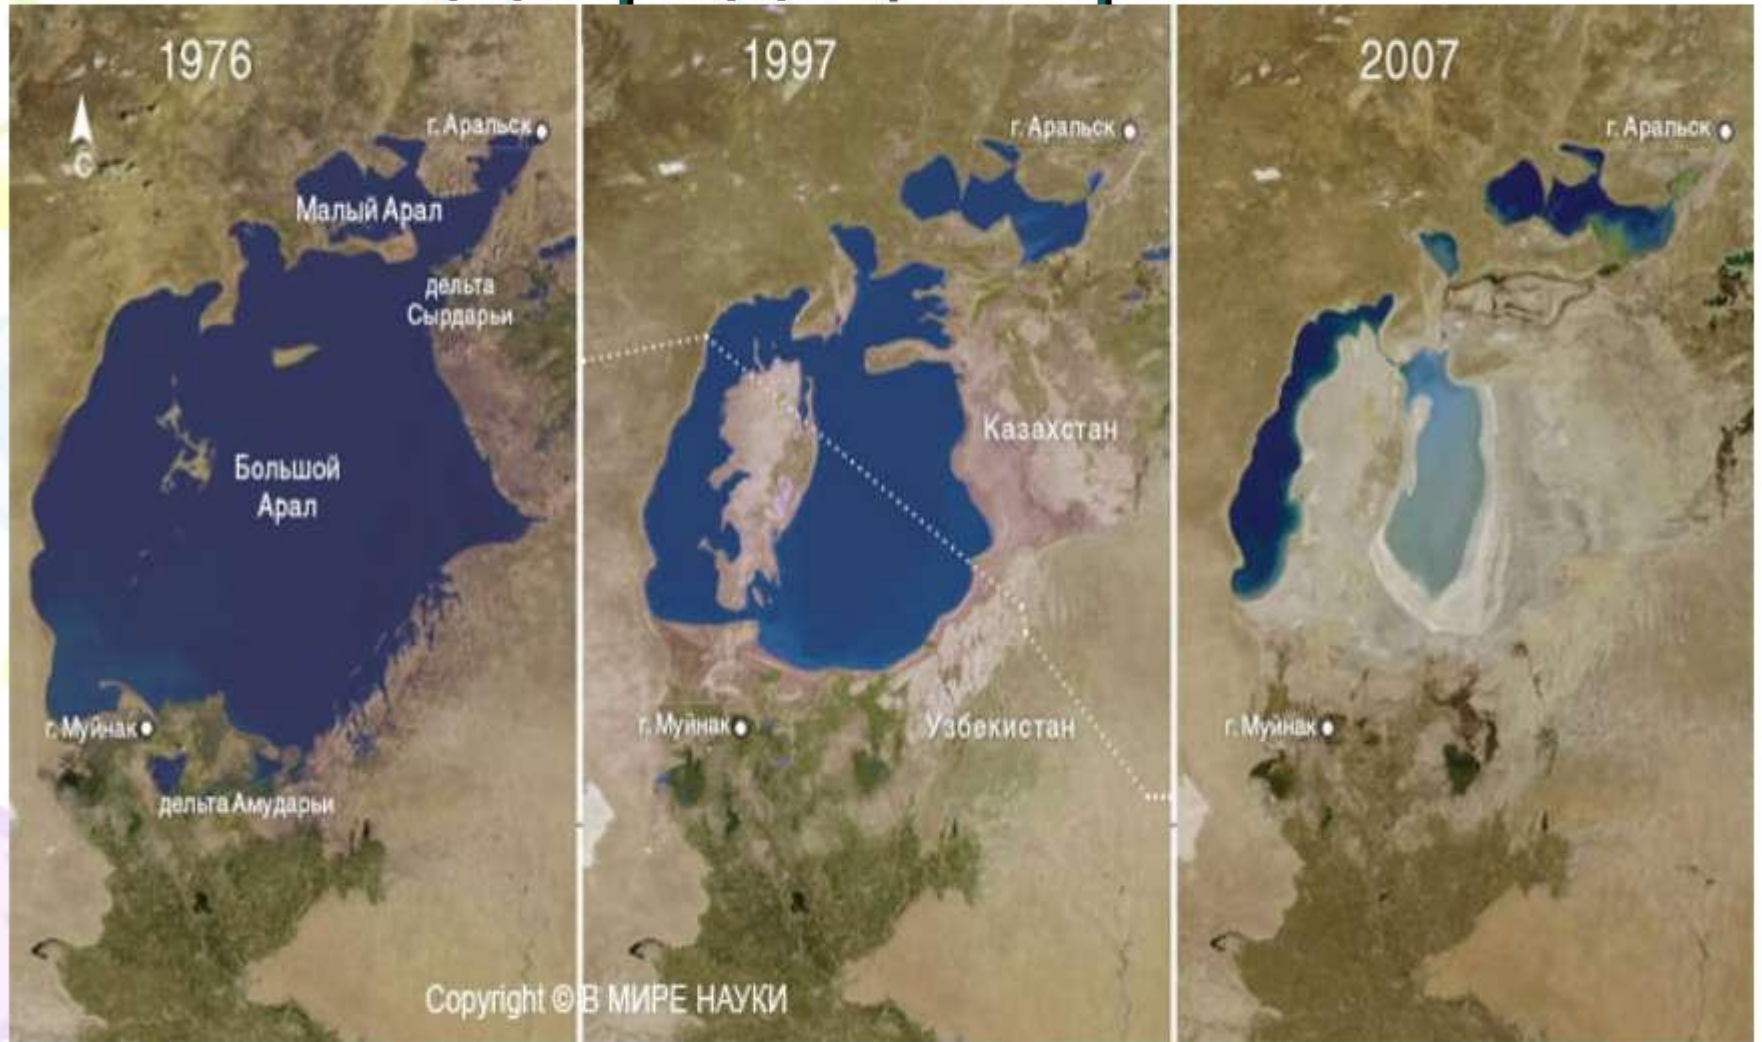 1976
г. Аральск
С
Малый Арал
дельта
Сырдарьи
Большой
Арал
г. Муйнак
дельта Амударьи
1997
г. Аральск
Казахстан
г. Муйнак
Узбекистан
2007
г. Аральск
г. Муйнак
Copyright © В МИРЕ НАУКИ